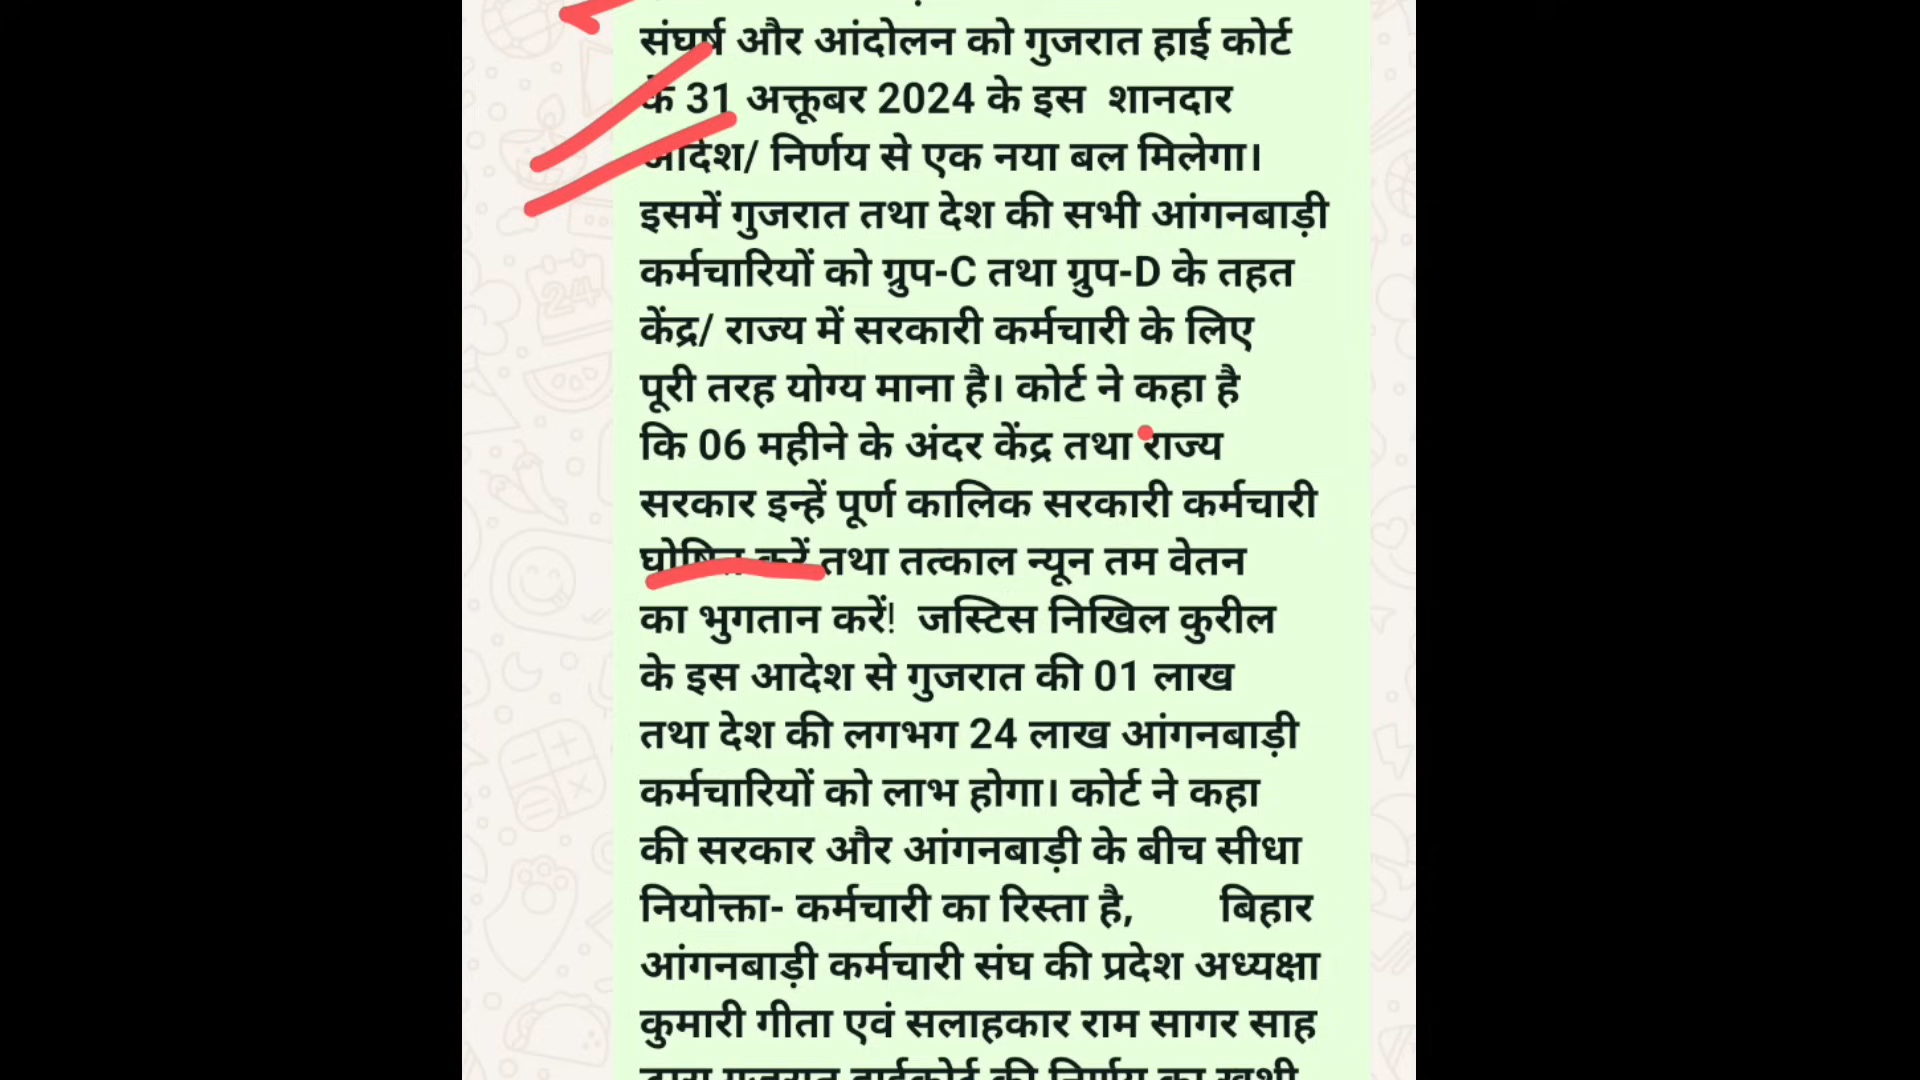 संघर्ष और आंदोलन को गुजरात हाई कोर्ट
के 31 अक्तूबर 2024 के इस शानदार
आदेश/ निर्णय से एक नया बल मिलेगा।
इसमें गुजरात तथा देश की सभी आंगनबाड़ी
कर्मचारियों को ग्रुप-C तथा ग्रुप-D के तहत
केंद्र/ राज्य में सरकारी कर्मचारी के लिए
पूरी तरह योग्य माना है। कोर्ट ने कहा है
कि 06 महीने के अंदर केंद्र तथा राज्य
सरकार इन्हें पूर्ण कालिक सरकारी कर्मचारी
घोषित करें तथा तत्काल न्यून तम वेतन
का भुगतान करें! जस्टिस निखिल कुरील
के इस आदेश से गुजरात की 01 लाख
तथा देश की लगभग 24 लाख आंगनबाड़ी
कर्मचारियों को लाभ होगा। कोर्ट ने कहा
की सरकार और आंगनबाड़ी के बीच सीधा
नियोक्ता- कर्मचारी का रिस्ता है, बिहार
आंगनबाड़ी कर्मचारी संघ की प्रदेश अध्यक्षा
कुमारी गीता एवं सलाहकार राम सागर साह